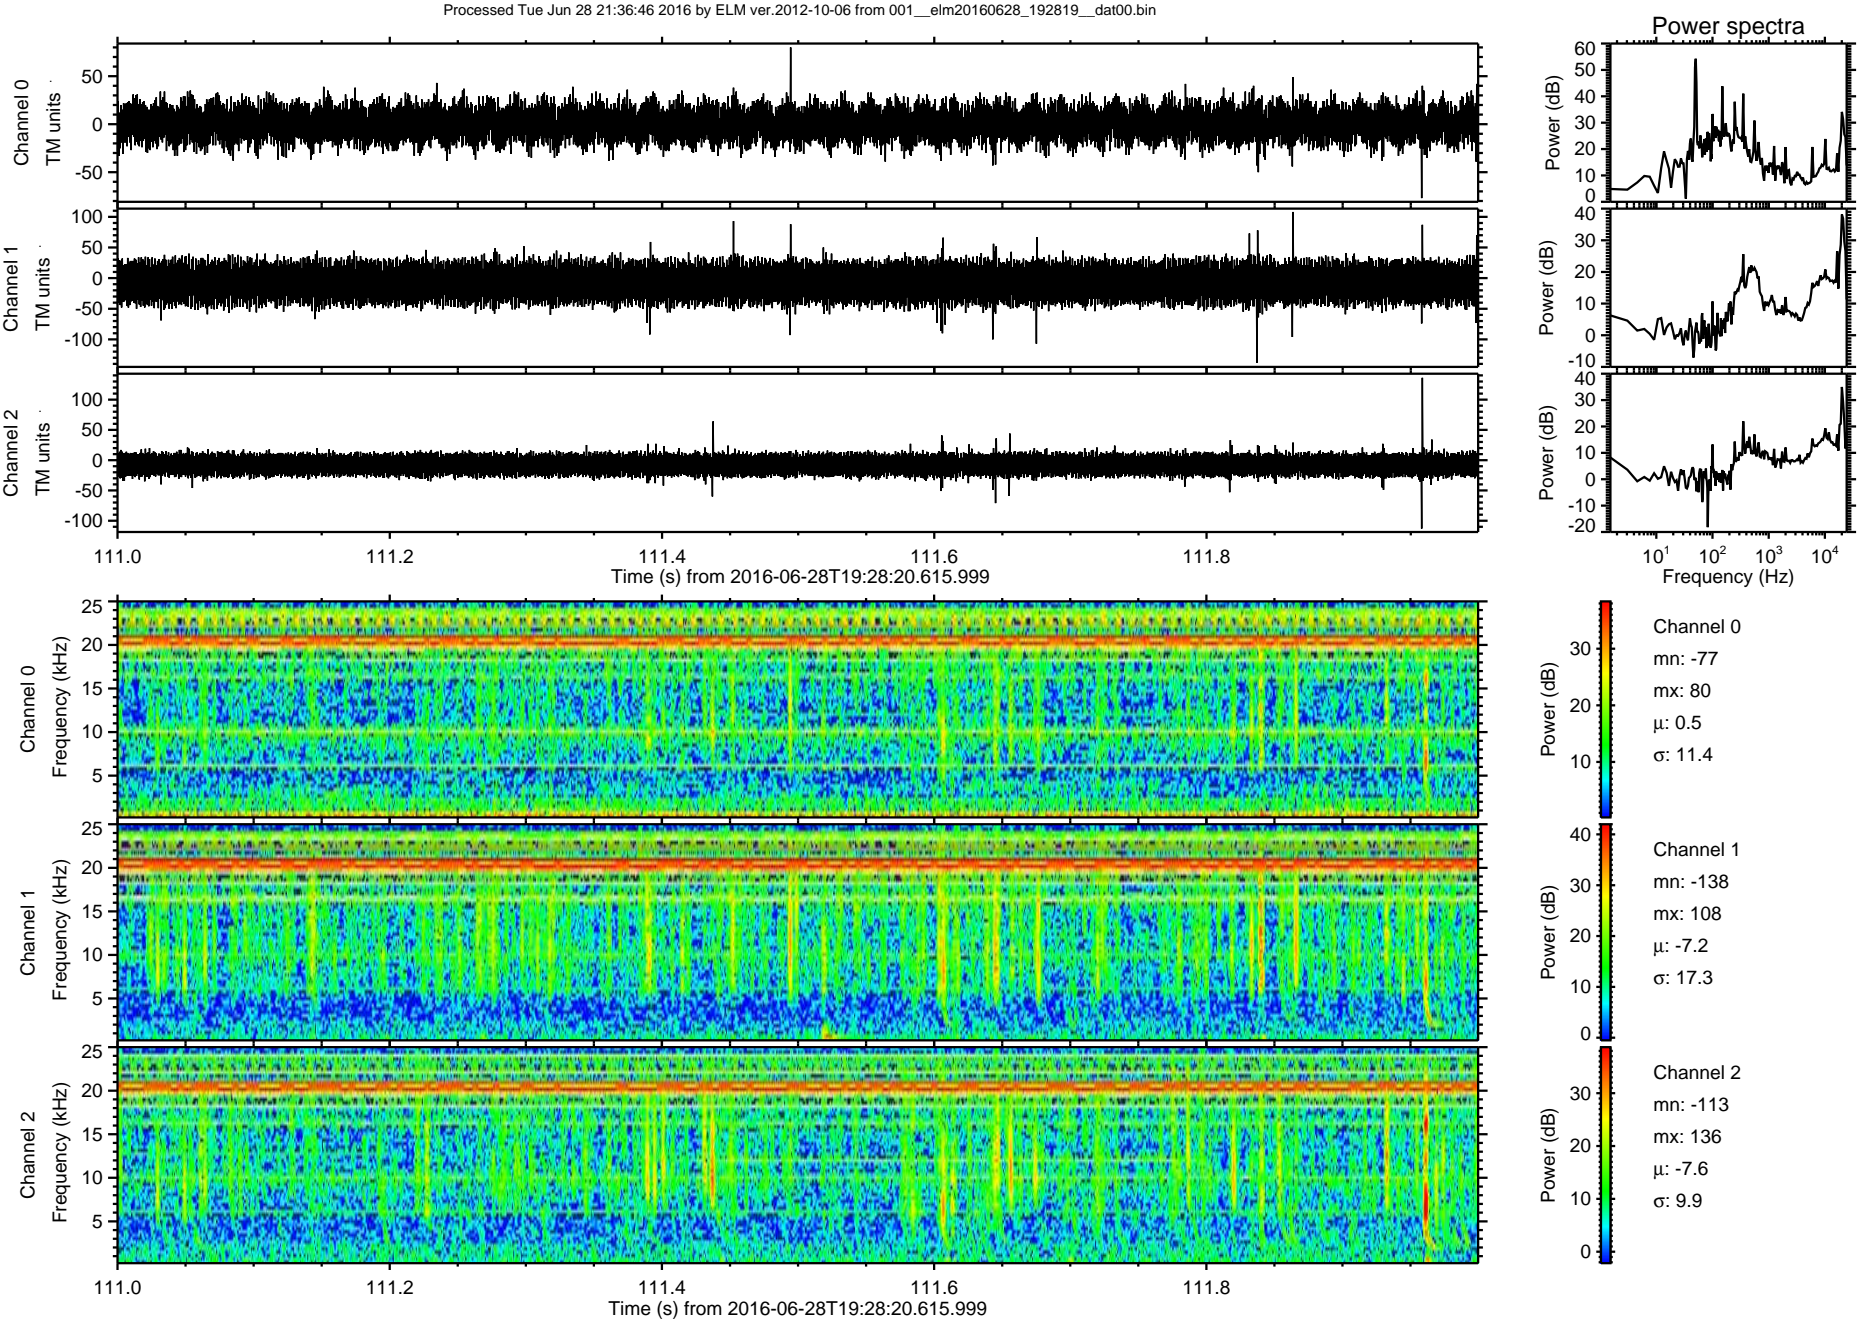 Processed Tue Jun 28 21:36:46 2016 by ELM ver.2012-10-06 from 001__elm20160628_192819__dat00.bin
Power spectra
Channel 0
TM units
50
0
-50
Power (dB)
60
50
40
30
20
10
0
Channel 1
TM units
100
50
0
-50
-100
Power (dB)
40
30
20
10
0
-10
Channel 2
TM units
100
50
0
-50
-100
Power (dB)
40
30
20
10
0
-10
-20
111.0 111.2 111.4 111.6 111.8
Time (s) from 2016-06-28T19:28:20.615.999
10¹ 10² 10³ 10⁴
Frequency (Hz)
Channel 0
Frequency (kHz)
25
20
15
10
5
Power (dB)
30
20
10
Channel 0
mn: -77
mx: 80
μ: 0.5
σ: 11.4
Channel 1
Frequency (kHz)
25
20
15
10
5
Power (dB)
40
30
20
10
0
Channel 1
mn: -138
mx: 108
μ: -7.2
σ: 17.3
Channel 2
Frequency (kHz)
25
20
15
10
5
Power (dB)
30
20
10
0
Channel 2
mn: -113
mx: 136
μ: -7.6
σ: 9.9
111.0 111.2 111.4 111.6 111.8
Time (s) from 2016-06-28T19:28:20.615.999